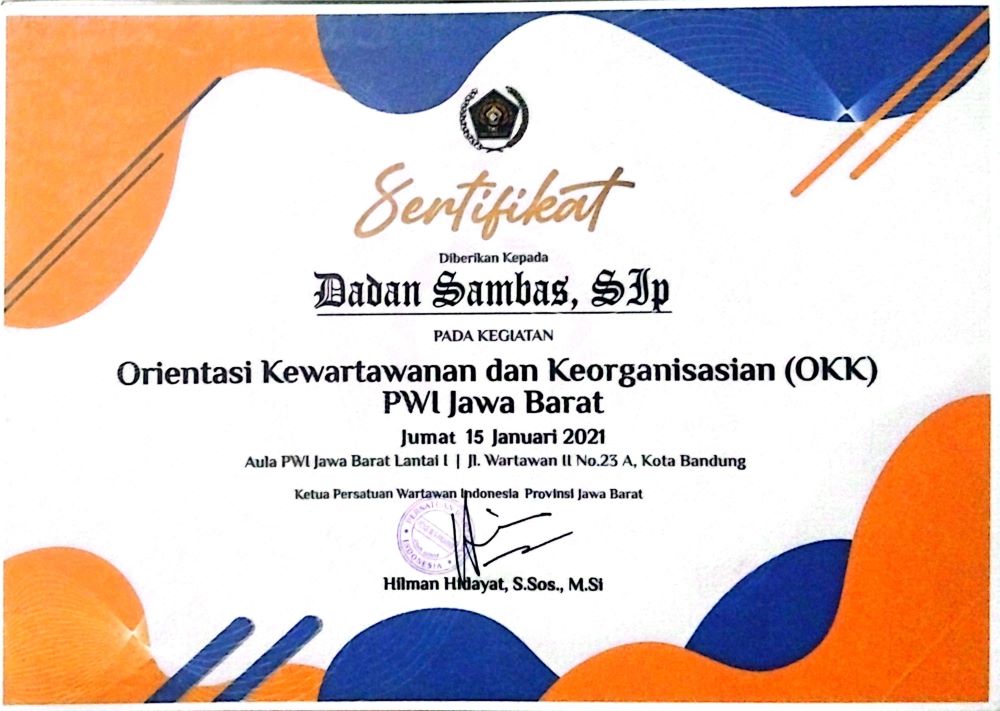 Sertifikat
Diberikan Kepada
Dadan Sambas, SIp
PADA KEGIATAN
Orientasi Kewartawanan dan Keorganisasian (OKK)
PWI Jawa Barat
Jumat 15 Januari 2021
Aula PWI Jawa Barat Lantai I | Jl. Wartawan II No.23 A, Kota Bandung
Ketua Persatuan Wartawan Indonesia Provinsi Jawa Barat
PERSATUAN
INDONESIA
Hilman Hidayat, S.Sos., M.Si